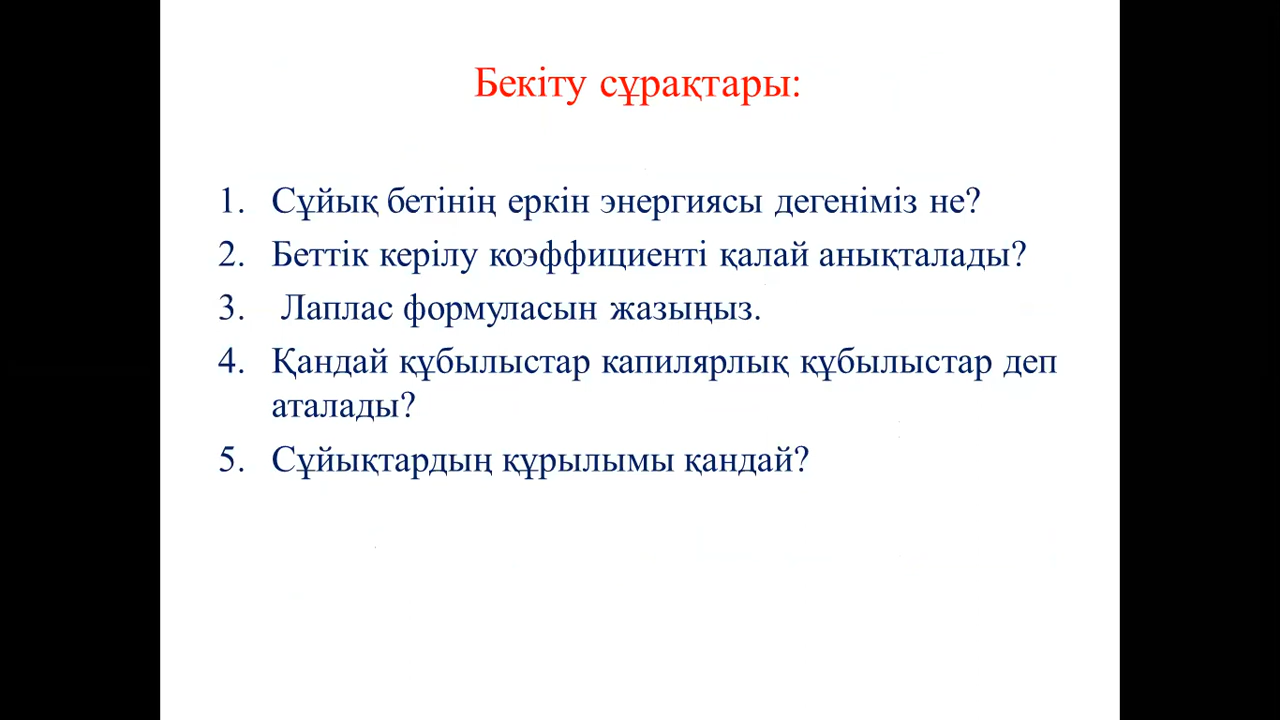 Бекіту сұрақтары:
1. Сұйық бетінің еркін энергиясы дегеніміз не?
2. Беттік керілу коэффициенті қалай анықталады?
3. Лаплас формуласын жазыңыз.
4. Қандай құбылыстар капилярлық құбылыстар деп
аталады?
5. Сұйықтардың құрылымы қандай?